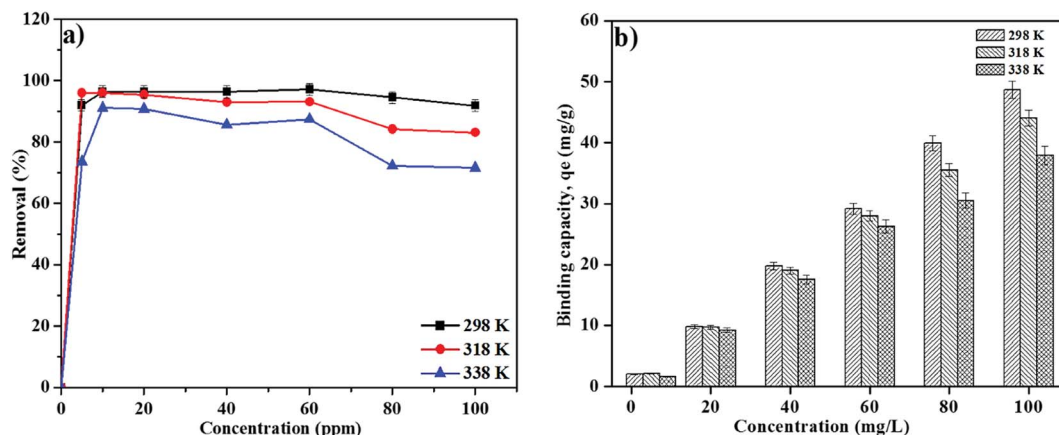 a)
120
100
80
60
40
20
0
Removal (%)
0 20 40 60 80 100
Concentration (ppm)
298 K
318 K
338 K
b)
60
50
40
30
20
10
0
Binding capacity, qe (mg/g)
0 20 40 60 80 100
Concentration (mg/L)
298 K
318 K
338 K